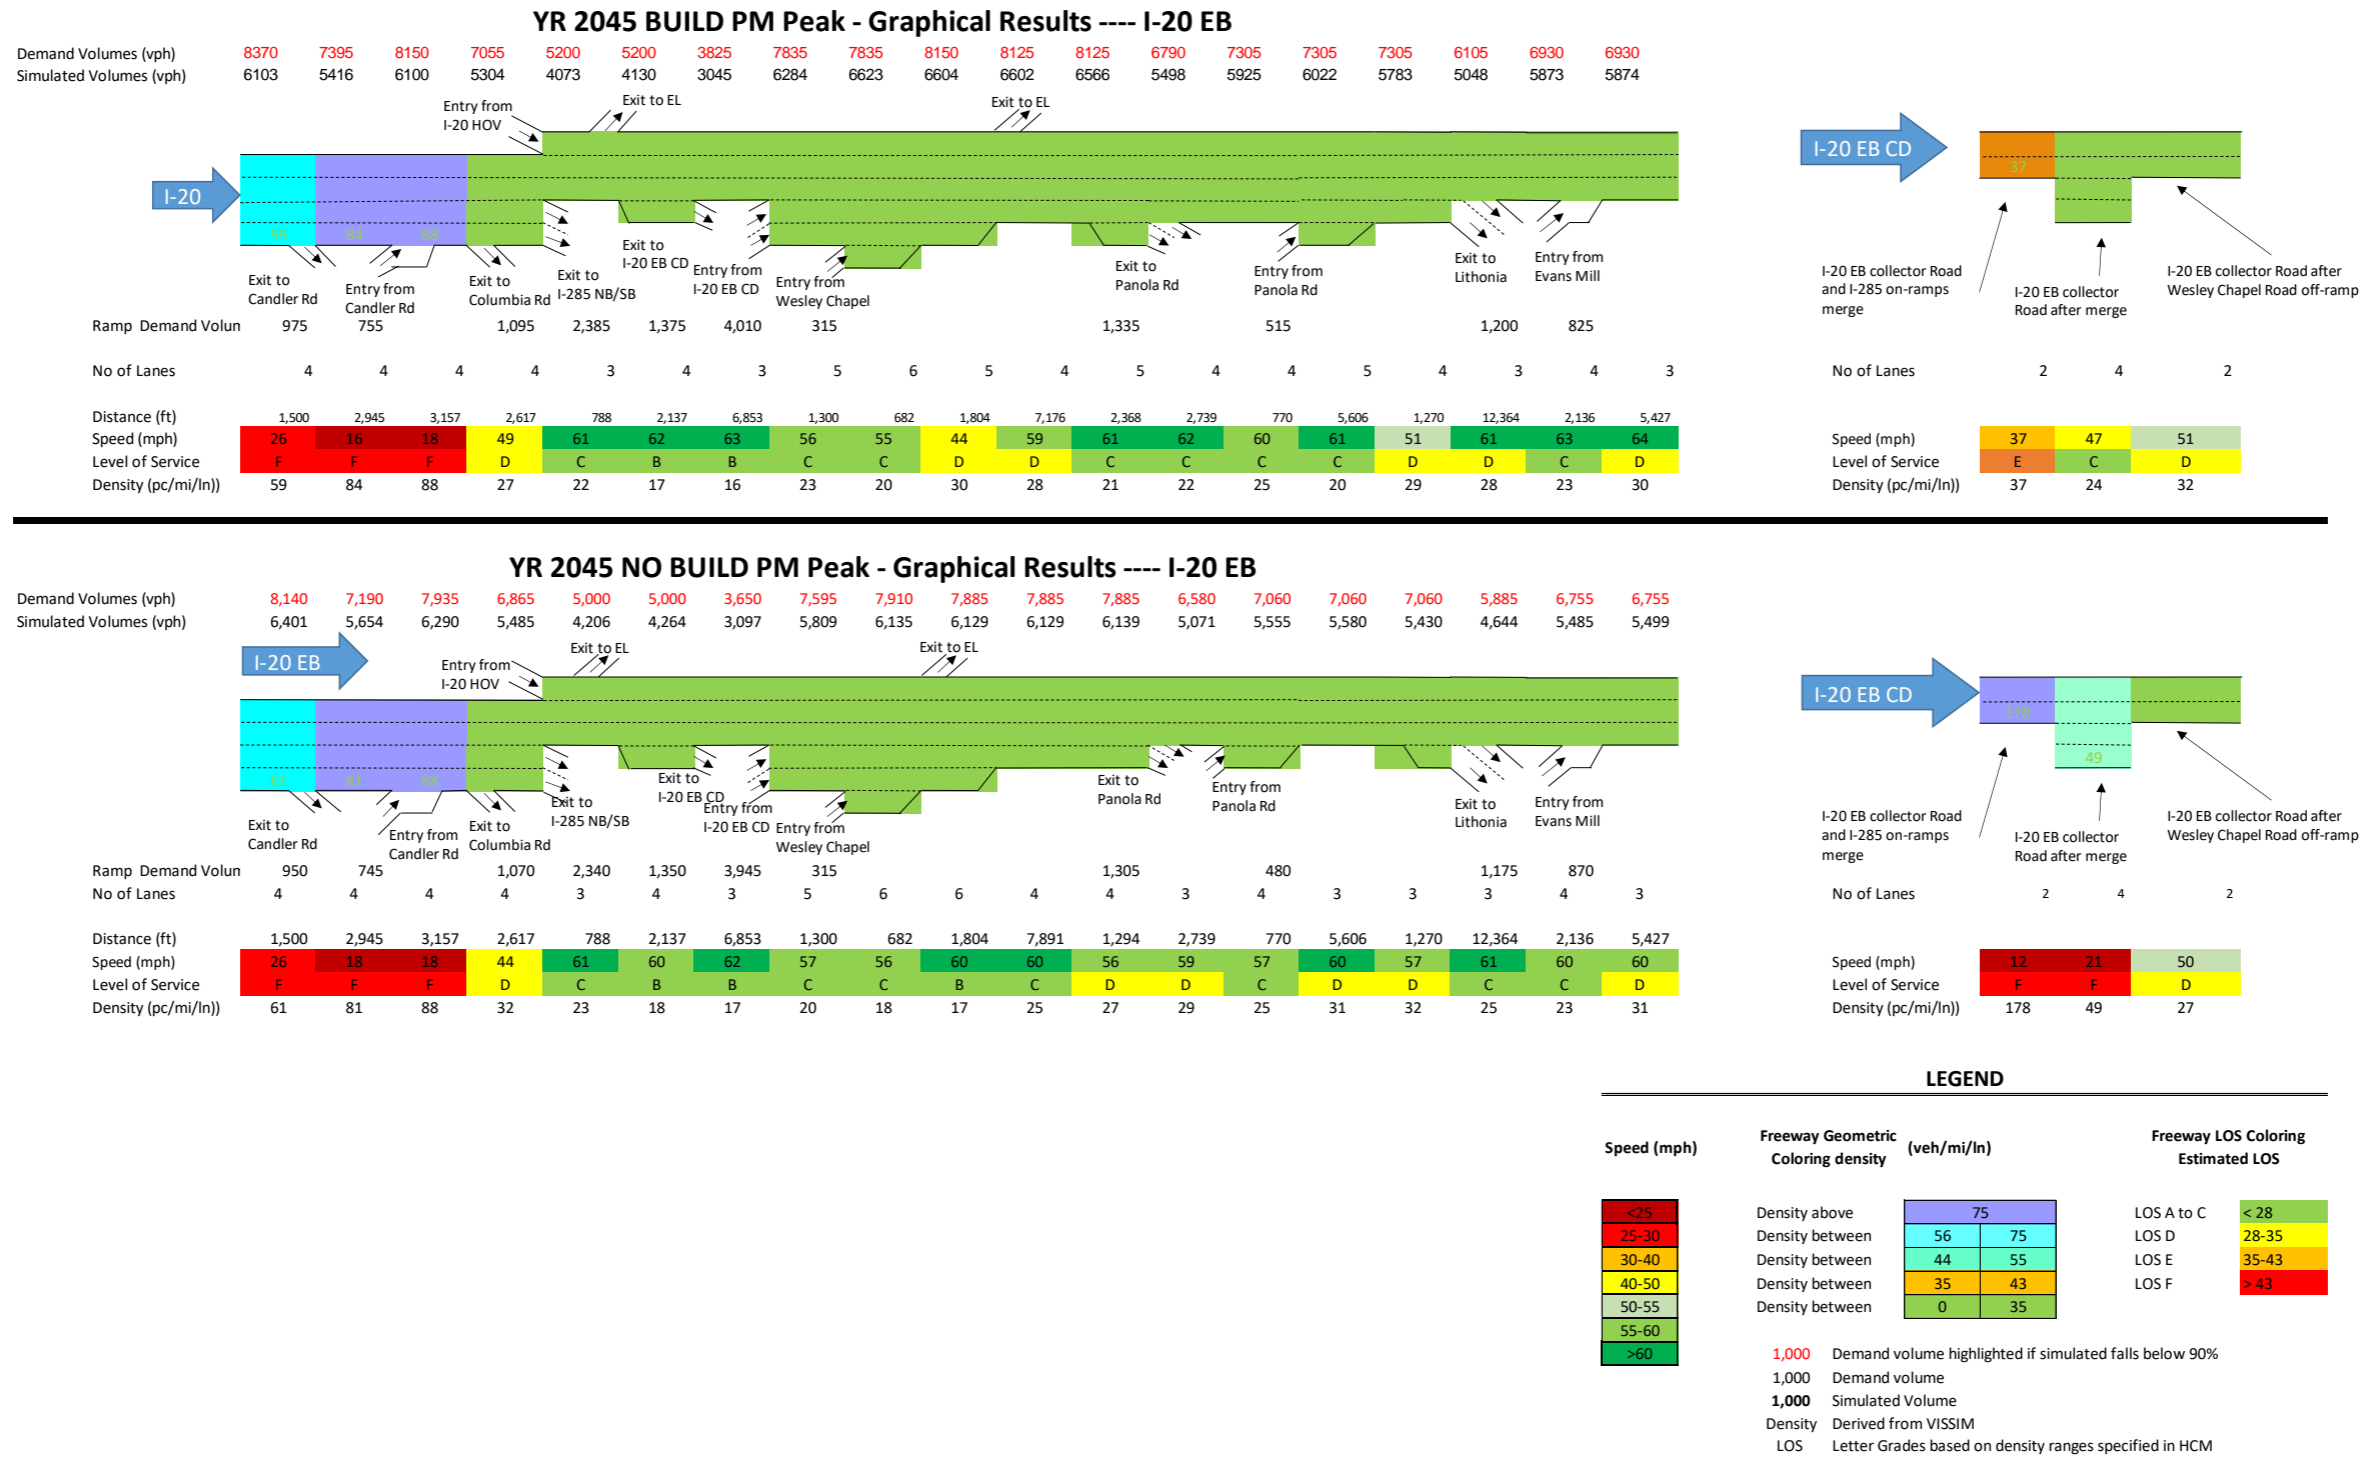 YR 2045 BUILD PM Peak - Graphical Results ---- I-20 EB
Demand Volumes (vph) 8370 7395 8150 7055 5200 5200 3825 7835 7835 8150 8125 8125 6790 7305 7305 7305 6105 6930 6930
Simulated Volumes (vph) 6103 5416 6100 5304 4073 4130 3045 6284 6623 6604 6602 6566 5498 5925 6022 5783 5048 5873 5874
Entry from
I-20 HOV
Exit to EL
Exit to EL
I-20
59 84 88
Exit to
Candler Rd
Entry from
Candler Rd
Exit to
Columbia Rd
Exit to
I-285 NB/SB
Exit to
I-20 EB CD
Entry from
I-20 EB CD
Entry from
Wesley Chapel
Exit to
Panola Rd
Entry from
Panola Rd
Exit to
Lithonia
Entry from
Evans Mill
I-20 EB CD
37
I-20 EB collector Road
and I-285 on-ramps
merge
I-20 EB collector
Road after merge
I-20 EB collector Road after
Wesley Chapel Road off-ramp
Ramp Demand Volun 975 755 1,095 2,385 1,375 4,010 315 1,335 515 1,200 825
No of Lanes 4 4 4 4 3 4 3 5 6 5 4 5 4 4 5 4 3 4 3
No of Lanes 2 4 2
Distance (ft) 1,500 2,945 3,157 2,617 788 2,137 6,853 1,300 682 1,804 7,176 2,368 2,739 770 5,606 1,270 12,364 2,136 5,427
Speed (mph) 26 16 18 49 61 62 63 56 55 44 59 61 62 60 61 51 61 63 64
Level of Service F F F D C B B C C D D C C C C D D C D
Density (pc/mi/ln)) 59 84 88 27 22 17 16 23 20 30 28 21 22 25 20 29 28 23 30
Speed (mph) 37 47 51
Level of Service E C D
Density (pc/mi/ln)) 37 24 32
YR 2045 NO BUILD PM Peak - Graphical Results ---- I-20 EB
Demand Volumes (vph) 8,140 7,190 7,935 6,865 5,000 5,000 3,650 7,595 7,910 7,885 7,885 7,885 6,580 7,060 7,060 7,060 5,885 6,755 6,755
Simulated Volumes (vph) 6,401 5,654 6,290 5,485 4,206 4,264 3,097 5,809 6,135 6,129 6,129 6,139 5,071 5,555 5,580 5,430 4,644 5,485 5,499
I-20 EB
Entry from
I-20 HOV
Exit to EL
Exit to EL
61 81 88
Exit to
Candler Rd
Entry from
Candler Rd
Exit to
Columbia Rd
Exit to
I-285 NB/SB
Exit to
I-20 EB CD
Entry from
I-20 EB CD
Entry from
Wesley Chapel
Exit to
Panola Rd
Entry from
Panola Rd
Exit to
Lithonia
Entry from
Evans Mill
I-20 EB CD
178
49
I-20 EB collector Road
and I-285 on-ramps
merge
I-20 EB collector
Road after merge
I-20 EB collector Road after
Wesley Chapel Road off-ramp
Ramp Demand Volun 950 745 1,070 2,340 1,350 3,945 315 1,305 480 1,175 870
No of Lanes 4 4 4 4 3 4 3 5 6 6 4 4 3 4 3 3 3 4 3
No of Lanes 2 4 2
Distance (ft) 1,500 2,945 3,157 2,617 788 2,137 6,853 1,300 682 1,804 7,891 1,294 2,739 770 5,606 1,270 12,364 2,136 5,427
Speed (mph) 26 18 18 44 61 60 62 57 56 60 60 56 59 57 60 57 61 60 60
Level of Service F F F D C B B C C B C D D C D D C C D
Density (pc/mi/ln)) 61 81 88 32 23 18 17 20 18 17 25 27 29 25 31 32 25 23 31
Speed (mph) 12 21 50
Level of Service F F D
Density (pc/mi/ln)) 178 49 27
LEGEND
Speed (mph)
<25
25-30
30-40
40-50
50-55
55-60
>60
Freeway Geometric
Coloring density (veh/mi/ln)
Density above 75
Density between 56 75
Density between 44 55
Density between 35 43
Density between 0 35
Freeway LOS Coloring
Estimated LOS
LOS A to C < 28
LOS D 28-35
LOS E 35-43
LOS F > 43
1,000 Demand volume highlighted if simulated falls below 90%
1,000 Demand volume
1,000 Simulated Volume
Density Derived from VISSIM
LOS Letter Grades based on density ranges specified in HCM